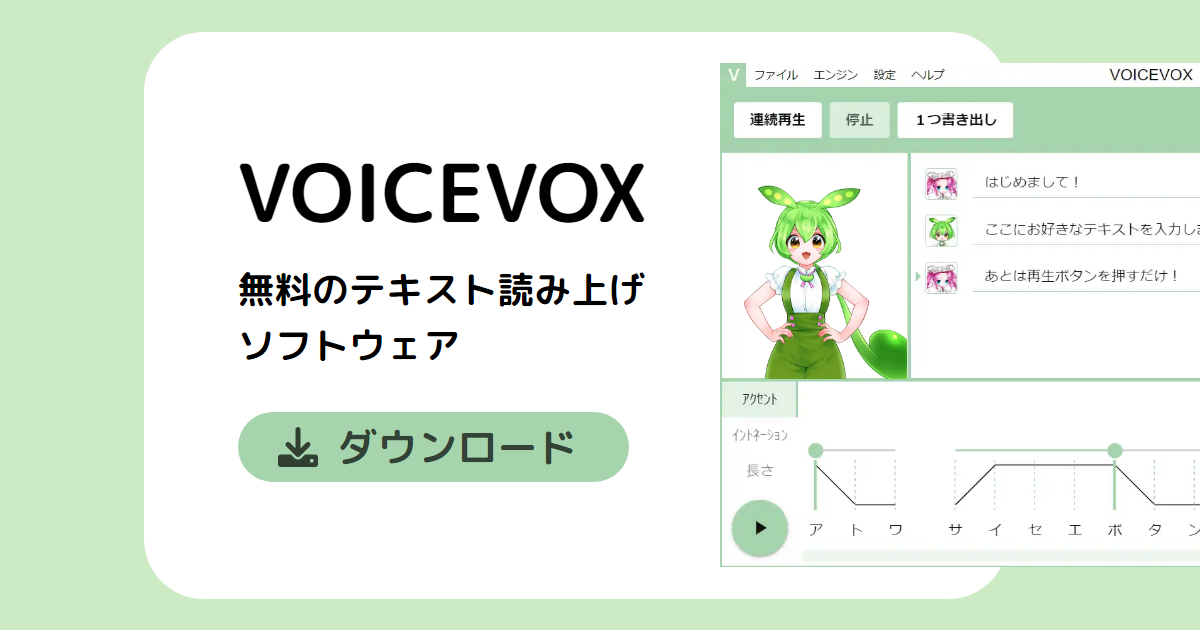 VOICEVOX
無料のテキスト読み上げ
ソフトウェア
ダウンロード
V ファイル エンジン 設定 ヘルプ VOICEVOX
連続再生 停止 1つ書き出し
はじめまして！
ここにお好きなテキストを入力しま
あとは再生ボタンを押すだけ！
アクセント
イントネーション
長さ
ア ト ワ サ イ セ エ ボ タ ン